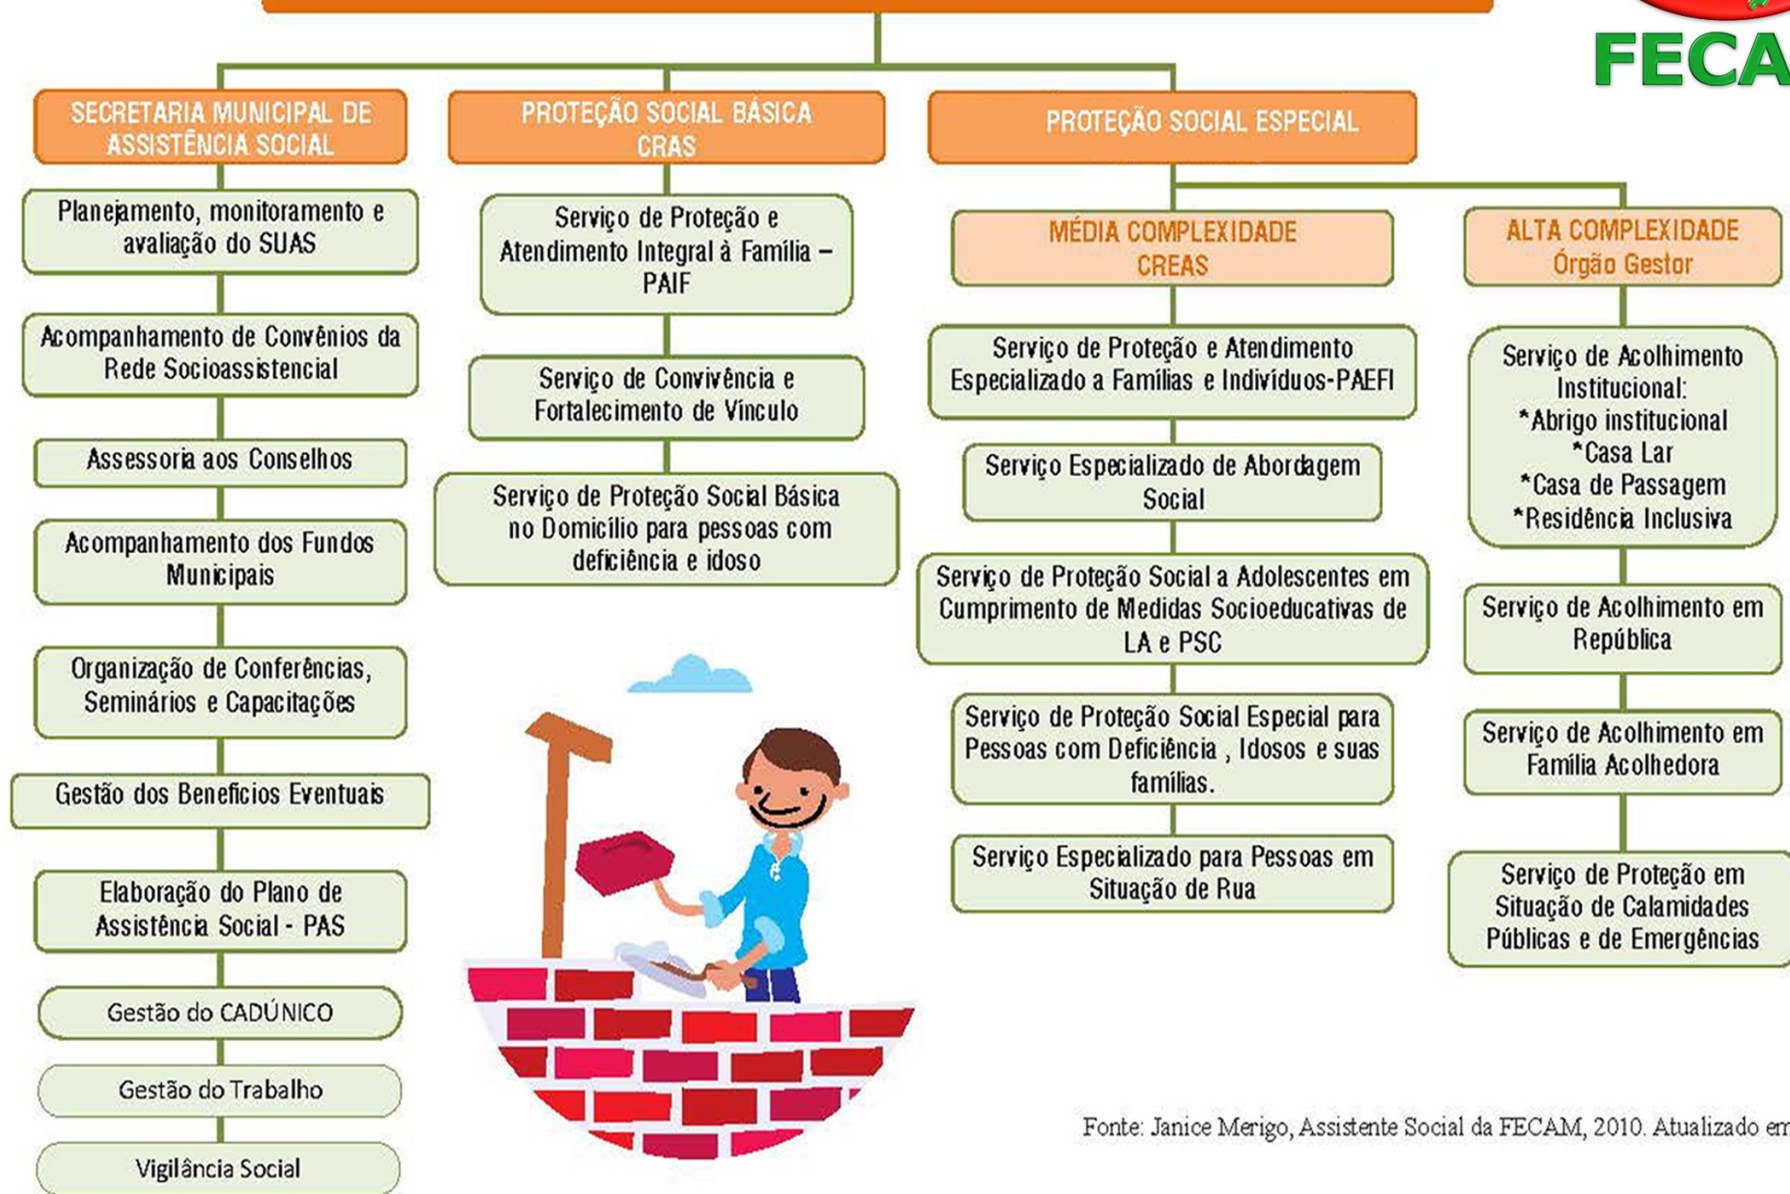 FECA
SECRETARIA MUNICIPAL DE
ASSISTÊNCIA SOCIAL
Planejamento, monitoramento e
avaliação do SUAS
Acompanhamento de Convênios da
Rede Socioassistencial
Assessoria aos Conselhos
Acompanhamento dos Fundos
Municipais
Organização de Conferências,
Seminários e Capacitações
Gestão dos Benefícios Eventuais
Elaboração do Plano de
Assistência Social - PAS
Gestão do CADÚNICO
Gestão do Trabalho
Vigilância Social
PROTEÇÃO SOCIAL BÁSICA
CRAS
Serviço de Proteção e
Atendimento Integral à Família –
PAIF
Serviço de Convivência e
Fortalecimento de Vínculo
Serviço de Proteção Social Básica
no Domicílio para pessoas com
deficiência e idoso
PROTEÇÃO SOCIAL ESPECIAL
MÉDIA COMPLEXIDADE
CREAS
Serviço de Proteção e Atendimento
Especializado a Famílias e Indivíduos-PAEFI
Serviço Especializado de Abordagem
Social
Serviço de Proteção Social a Adolescentes em
Cumprimento de Medidas Socioeducativas de
LA e PSC
Serviço de Proteção Social Especial para
Pessoas com Deficiência , Idosos e suas
famílias.
Serviço Especializado para Pessoas em
Situação de Rua
ALTA COMPLEXIDADE
Órgão Gestor
Serviço de Acolhimento
Institucional:
*Abrigo institucional
*Casa Lar
*Casa de Passagem
*Residência Inclusiva
Serviço de Acolhimento em
República
Serviço de Acolhimento em
Família Acolhedora
Serviço de Proteção em
Situação de Calamidades
Públicas e de Emergências
Fonte: Janice Merigo, Assistente Social da FECAM, 2010. Atualizado em